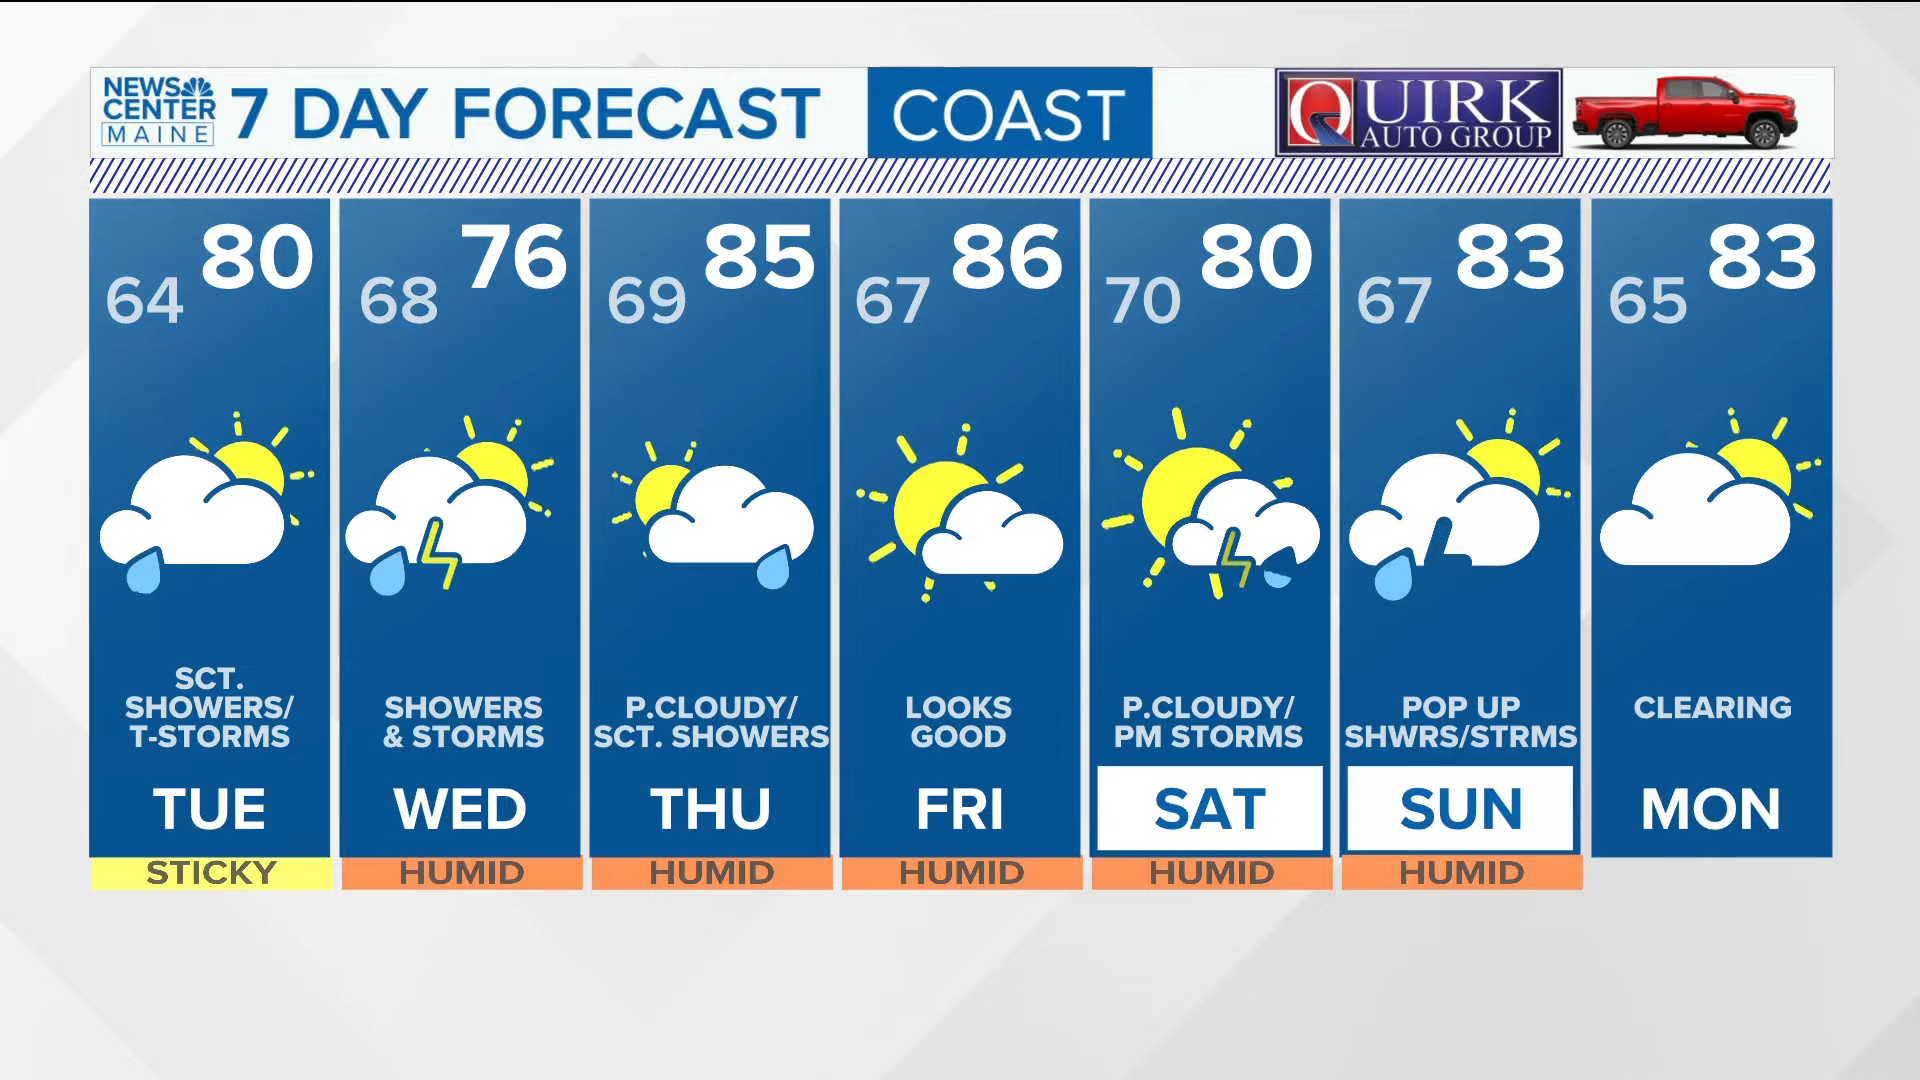 NEWS
CENTER
MAINE
7 DAY FORECAST
COAST
QUIRK
AUTO GROUP
64 80
SCT.
SHOWERS/
T-STORMS
TUE
STICKY
68 76
SHOWERS
& STORMS
WED
HUMID
69 85
P.CLOUDY/
SCT. SHOWERS
THU
HUMID
67 86
LOOKS
GOOD
FRI
HUMID
70 80
P.CLOUDY/
PM STORMS
SAT
HUMID
67 83
POP UP
SHWRS/STRMS
SUN
HUMID
65 83
CLEARING
MON